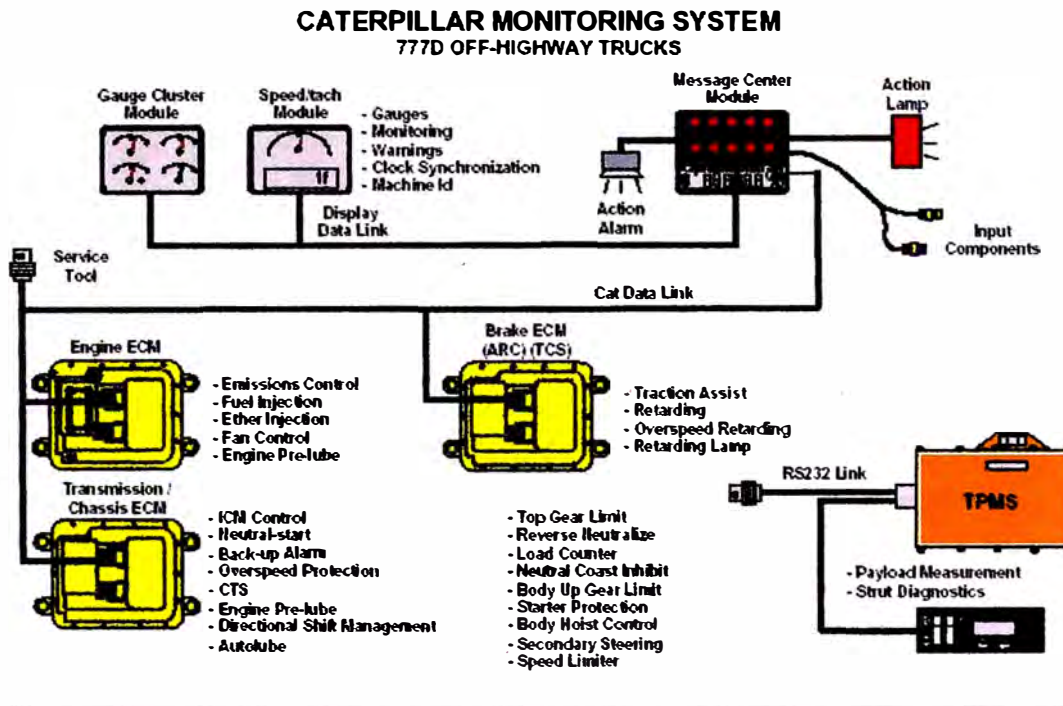 CATERPILLAR MONITORING SYSTEM
777D OFF-HIGHWAY TRUCKS
Gauge Cluster
Module
Speed/tach
Module
- Gauges
- Monitoring
- Warnings
- Clock Synchronization
- Machine Id
Message Center
Module
Action
Lamp
Action
Alarm
Input
Components
Display
Data Link
Service
Tool
Cat Data Link
Engine ECM
- Emissions Control
- Fuel Injection
- Ether Injection
- Fan Control
- Engine Pre-lube
Brake ECM
(ARC) (TCS)
- Traction Assist
- Retarding
- Overspeed Retarding
- Retarding Lamp
Transmission /
Chassis ECM
- ICM Control
- Neutral-start
- Back-up Alarm
- Overspeed Protection
- CTS
- Engine Pre-lube
- Directional Shift Management
- Autolube
- Top Gear Limit
- Reverse Neutralize
- Load Counter
- Neutral Coast Inhibit
- Body Up Gear Limit
- Starter Protection
- Body Hoist Control
- Secondary Steering
- Speed Limiter
RS232 Link
TPMS
- Payload Measurement
- Strut Diagnostics